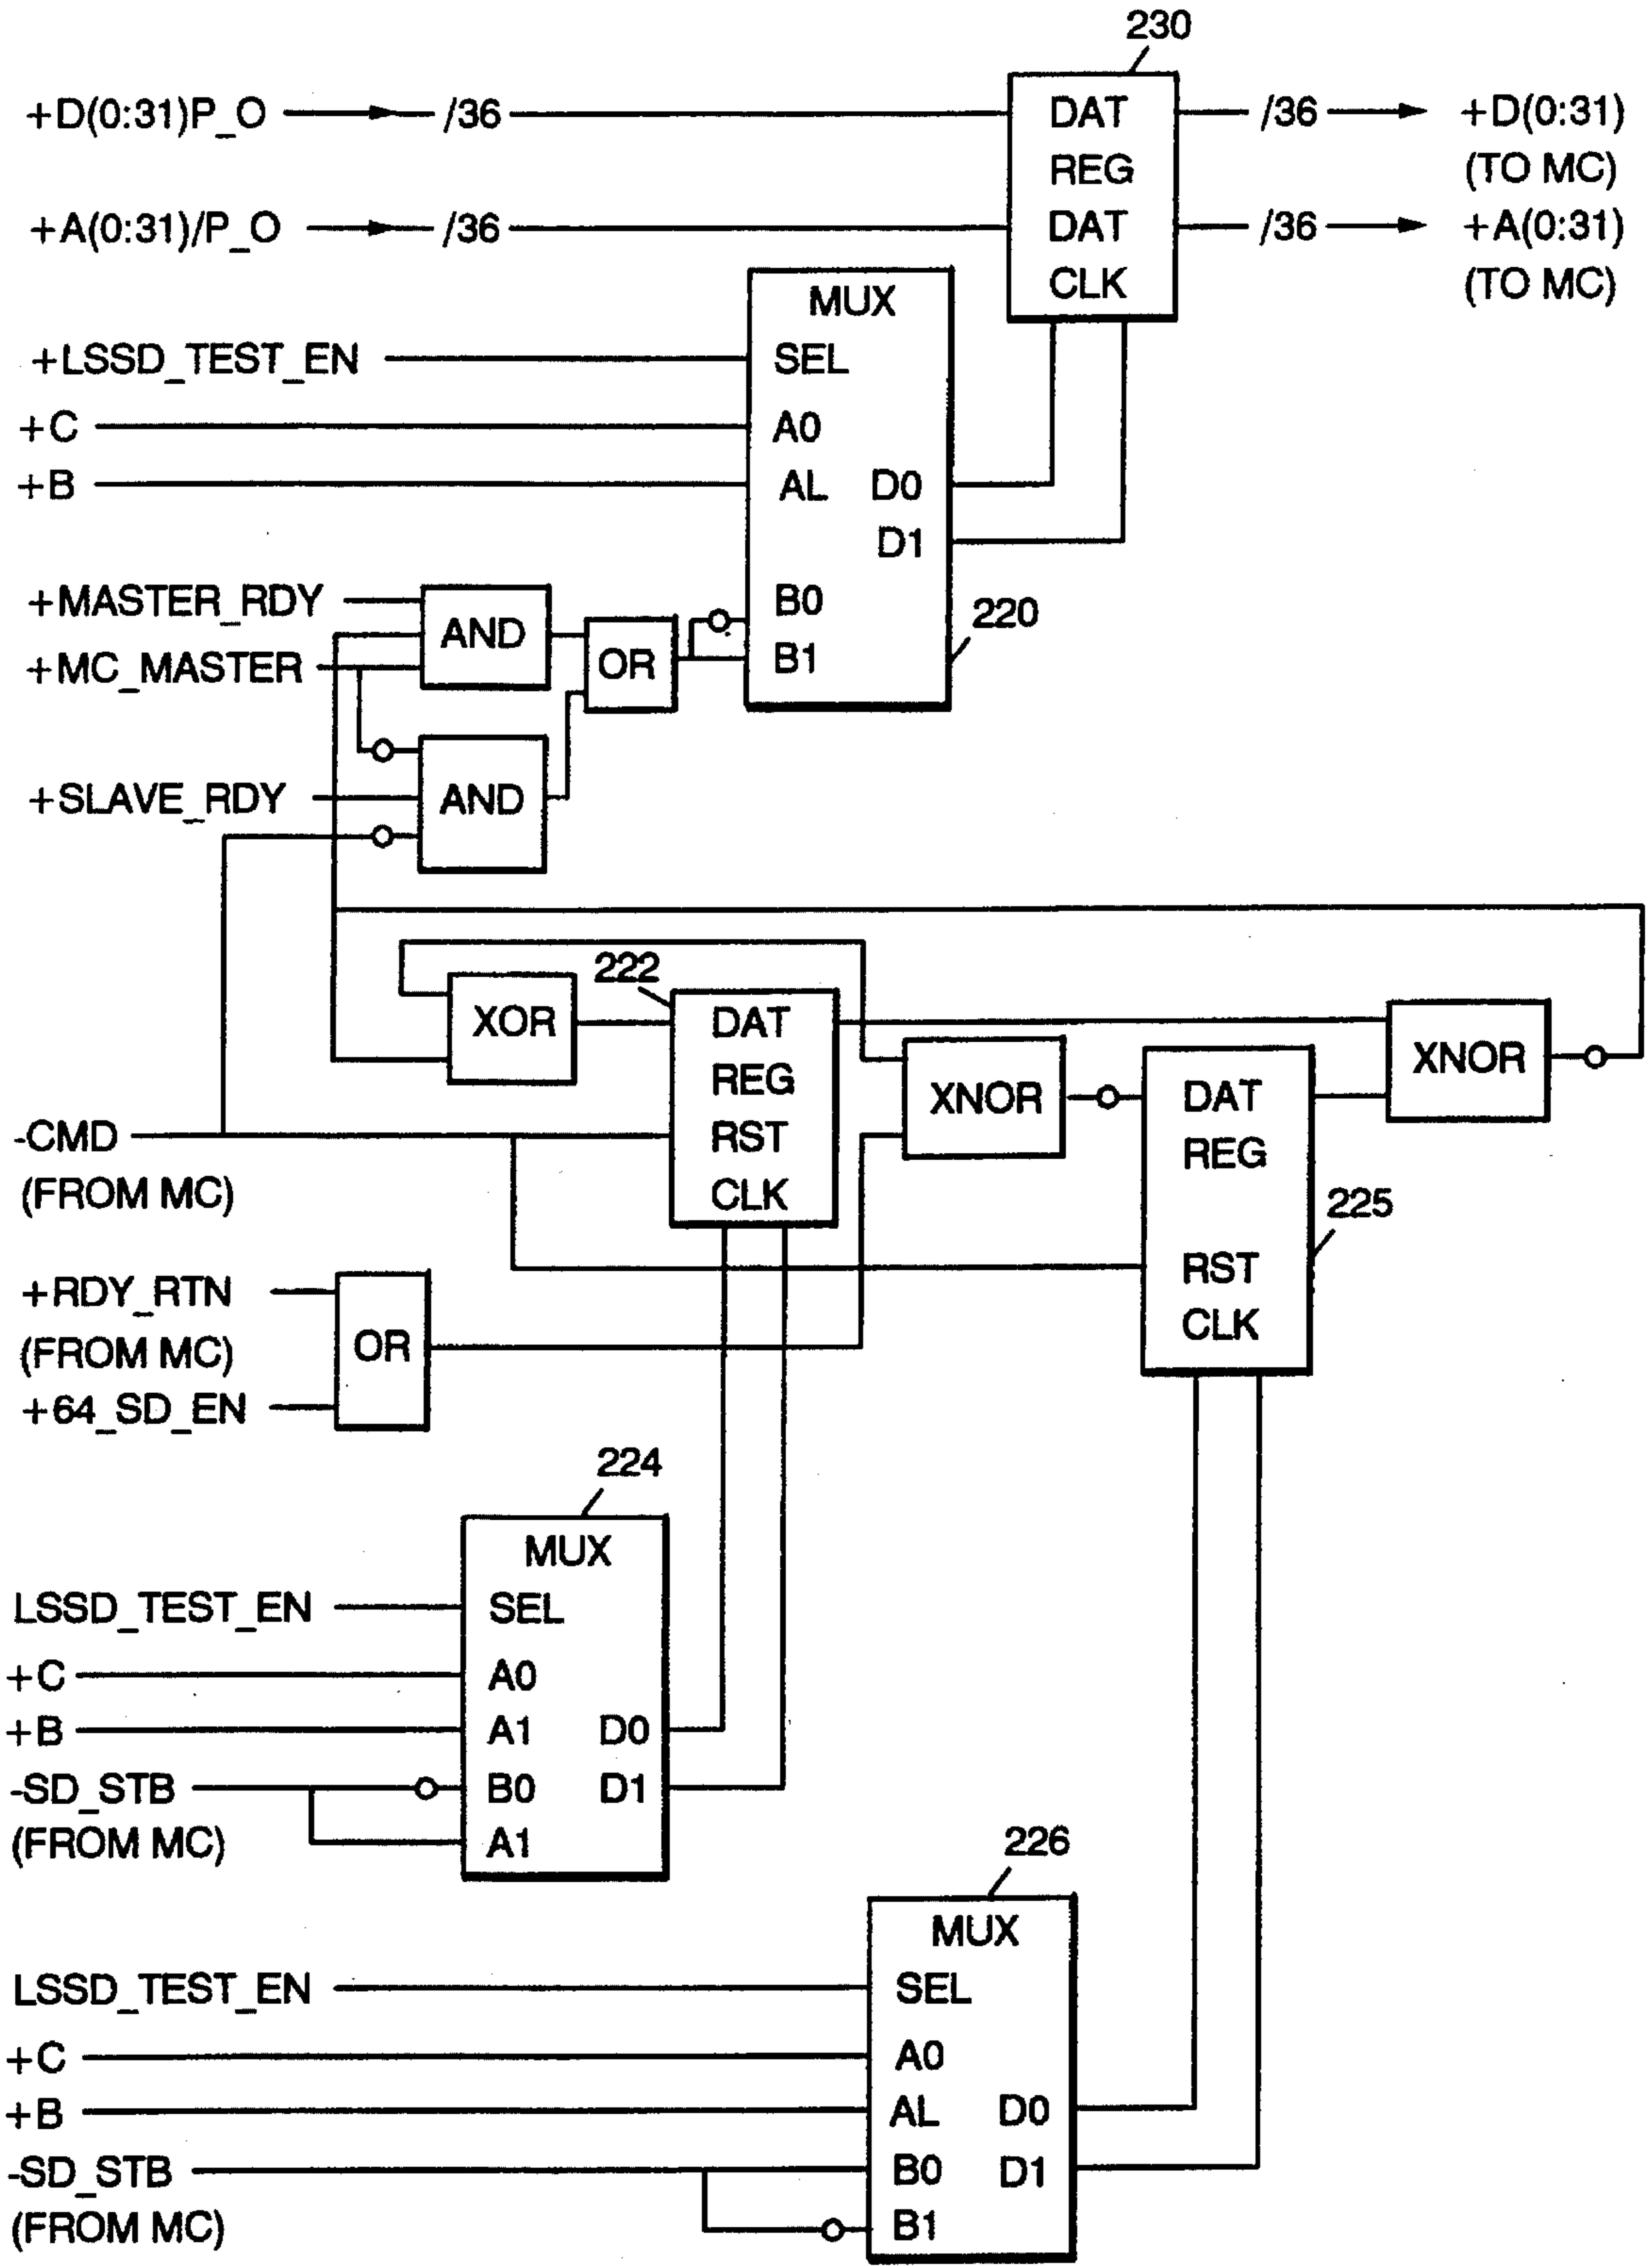 230
+D(0:31)P_O /36 DAT /36 +D(0:31)
REG (TO MC)
+A(0:31)/P_O /36 DAT /36 +A(0:31)
CLK (TO MC)
MUX
+LSSD_TEST_EN SEL
+C A0
+B AL D0
D1
+MASTER_RDY AND B0 220
+MC_MASTER OR B1
+SLAVE_RDY AND
222
XOR DAT XNOR
REG XNOR DAT
-CMD RST REG
(FROM MC) CLK 225
+RDY_RTN RST
(FROM MC) OR CLK
+64_SD_EN
224
MUX
LSSD_TEST_EN SEL
+C A0
+B A1 D0
-SD_STB B0 D1
(FROM MC) A1
226
MUX
LSSD_TEST_EN SEL
+C A0
+B AL D0
-SD_STB B0 D1
(FROM MC) B1